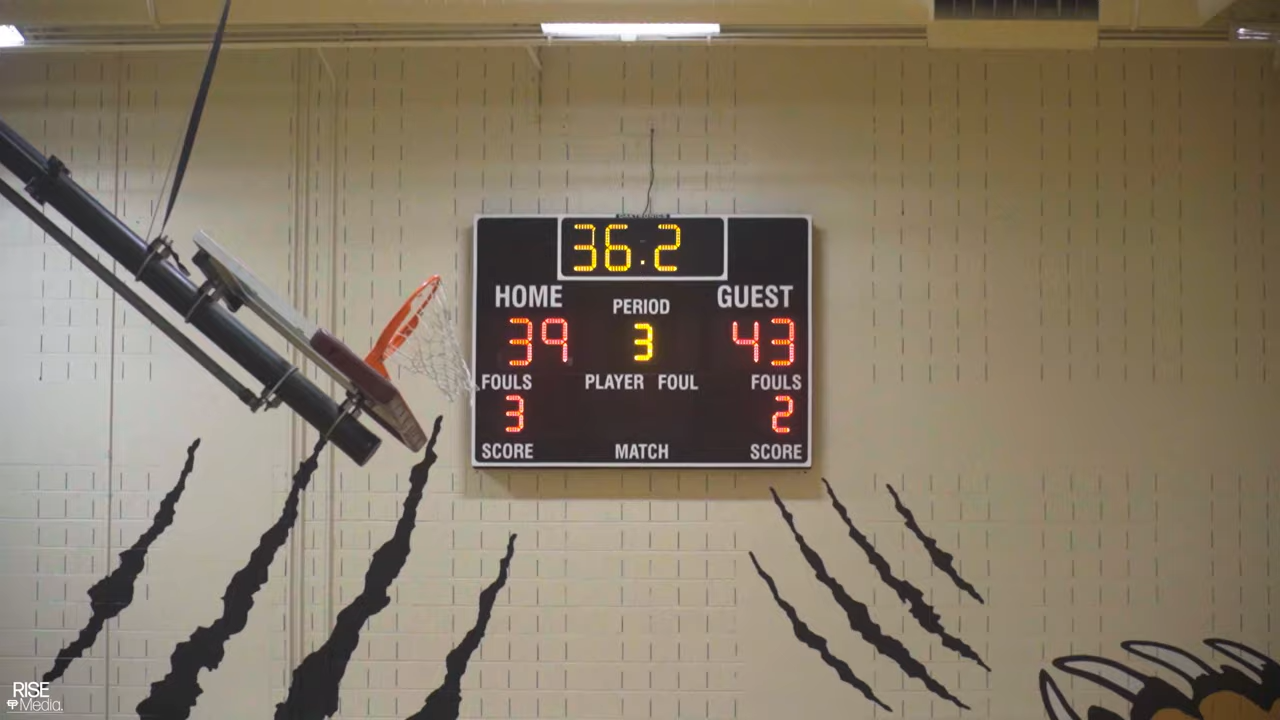 36.2
HOME PERIOD GUEST
39 3 43
FOULS PLAYER FOUL FOULS
3 2
SCORE MATCH SCORE
RISE
Media.